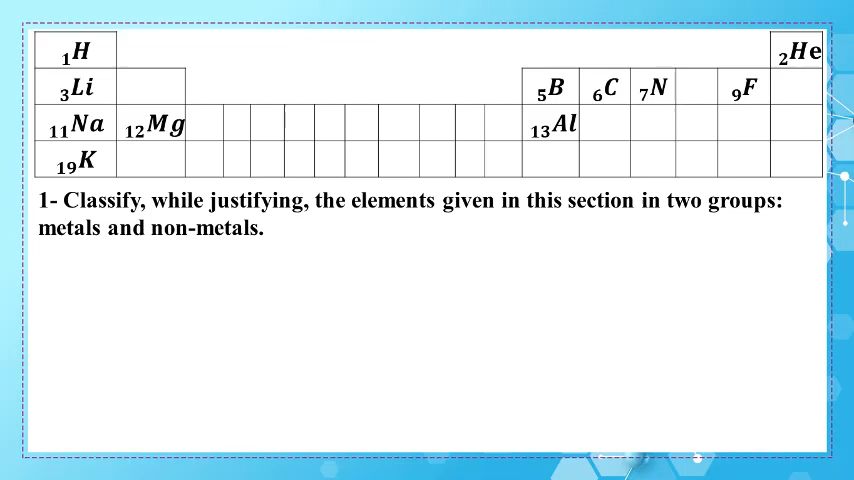 ₁H ₂He
₃Li ₅B ₆C ₇N ₉F
₁₁Na ₁₂Mg ₁₃Al
₁₉K
1- Classify, while justifying, the elements given in this section in two groups:
metals and non-metals.